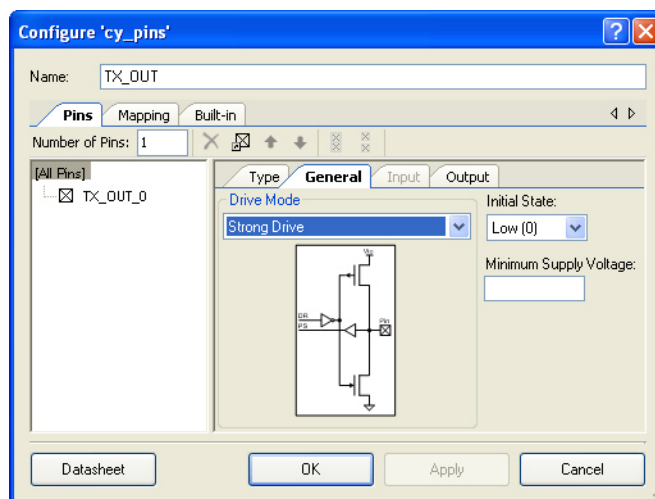 Configure 'cy_pins'
Name: TX_OUT
Pins Mapping Built-in
Number of Pins: 1
[All Pins]
TX_OUT_0
Type General Input Output
Drive Mode
Strong Drive
Initial State:
Low (0)
Minimum Supply Voltage:
DR
PS
Pin
Datasheet OK Apply Cancel